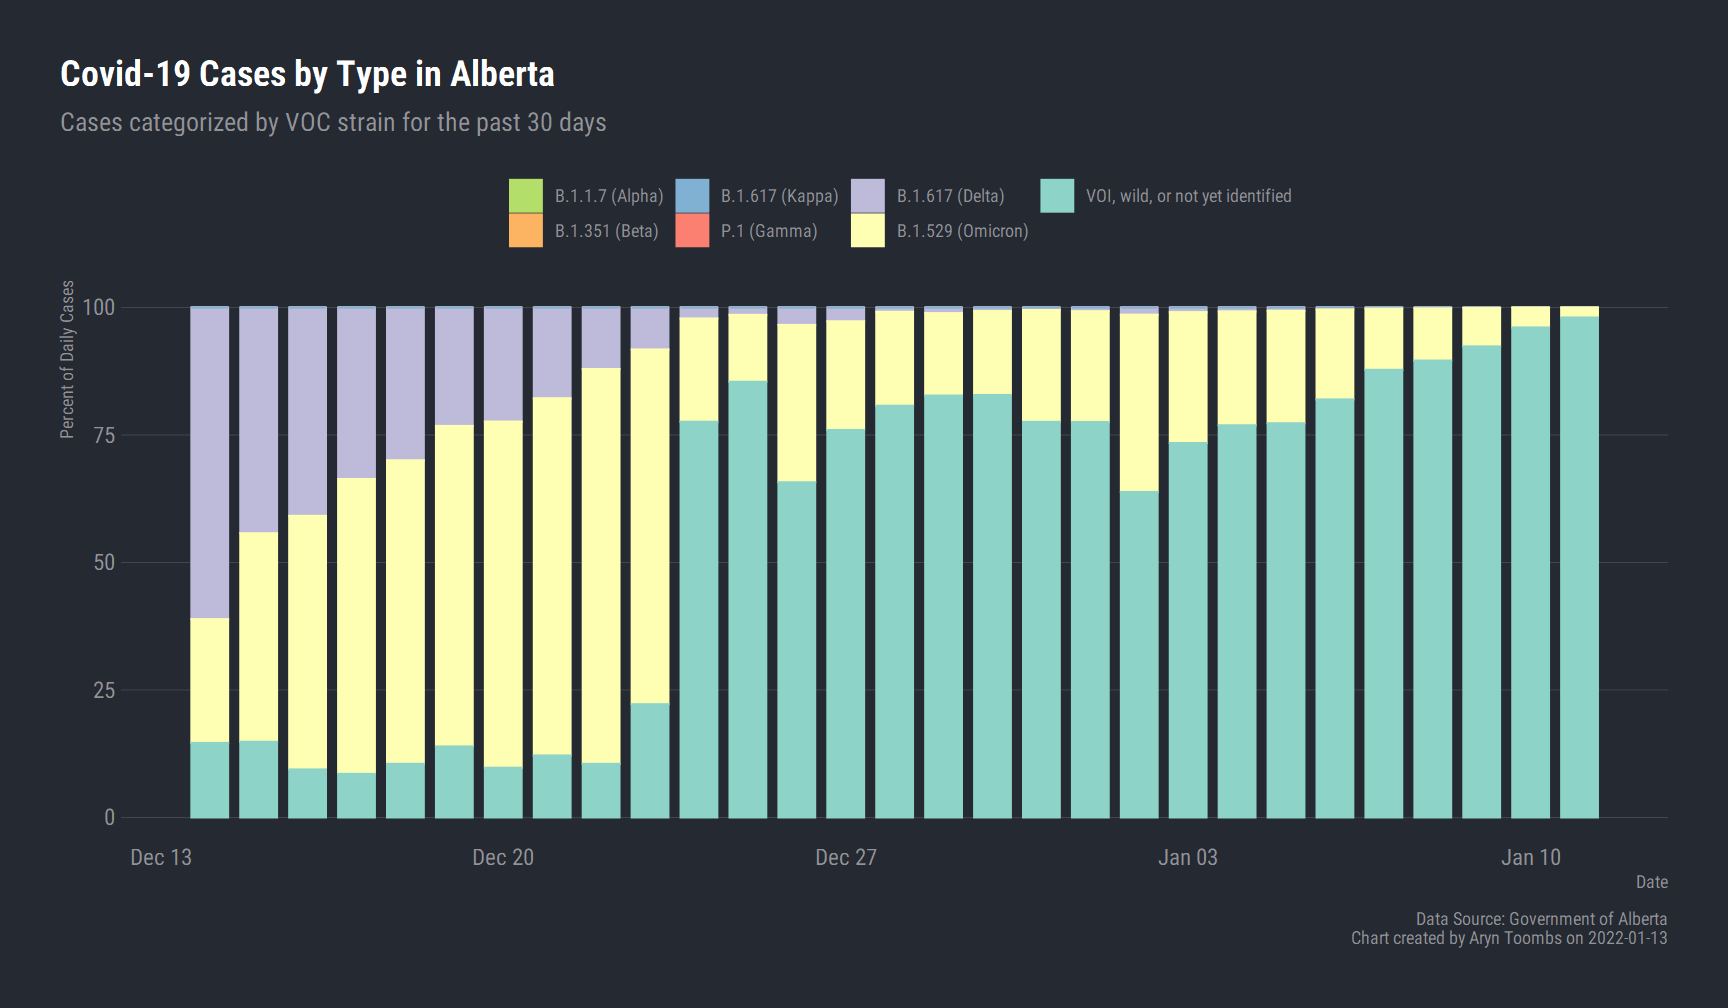 Covid-19 Cases by Type in Alberta
Cases categorized by VOC strain for the past 30 days
B.1.1.7 (Alpha) B.1.617 (Kappa) B.1.617 (Delta) VOI, wild, or not yet identified
B.1.351 (Beta) P.1 (Gamma) B.1.529 (Omicron)
Percent of Daily Cases
100
75
50
25
0
Dec 13 Dec 20 Dec 27 Jan 03 Jan 10
Date
Data Source: Government of Alberta
Chart created by Aryn Toombs on 2022-01-13